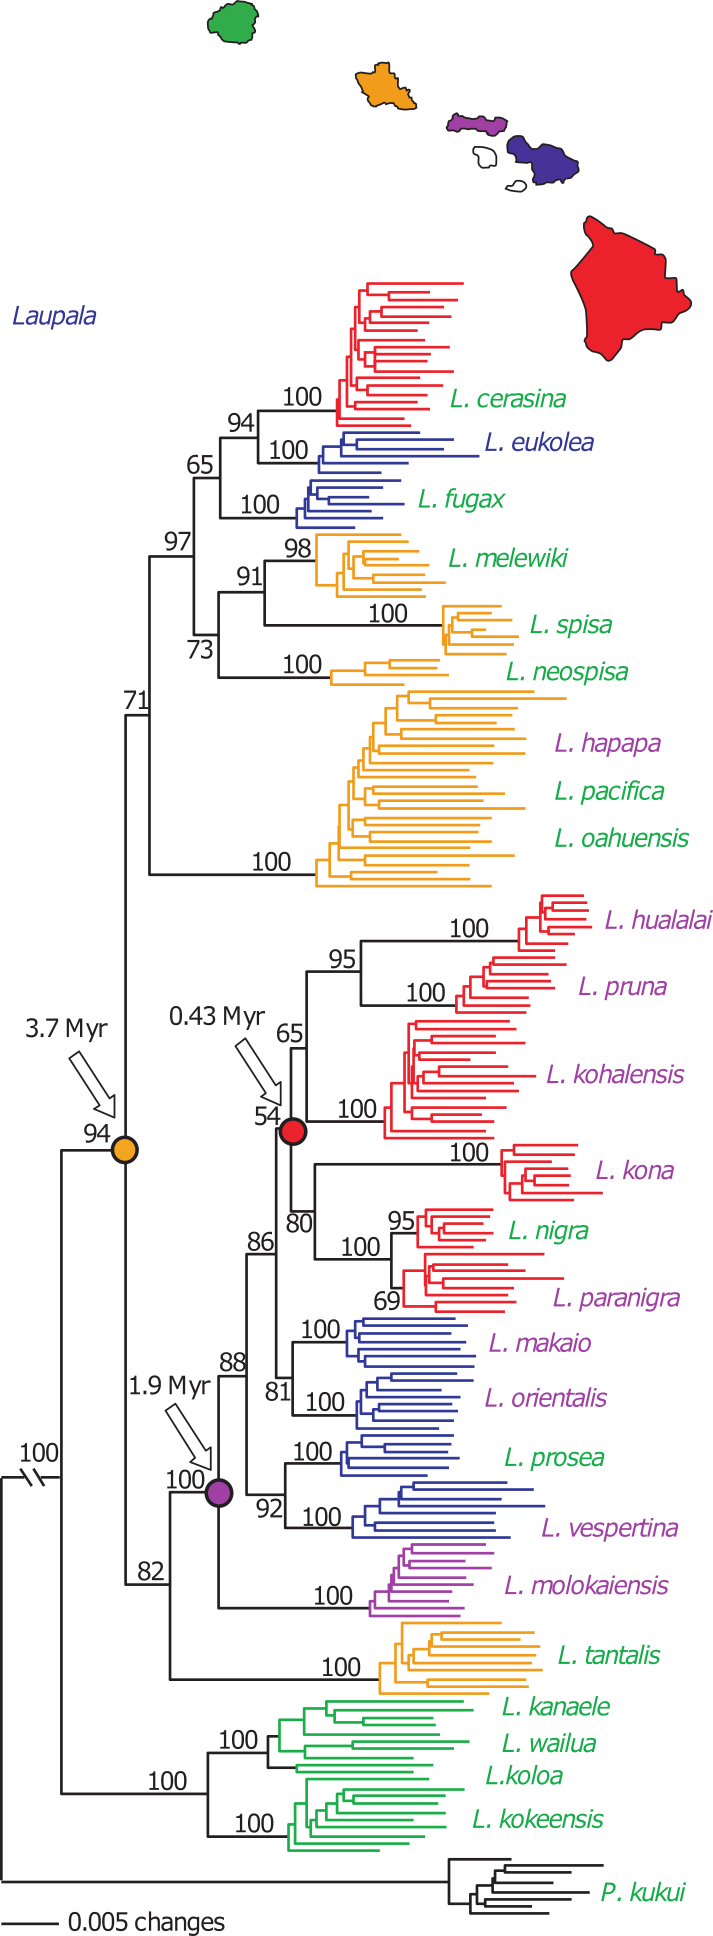 Laupala
100
L. cerasina
94
L. eukolea
100
65
100
L. fugax
97
98
L. melewiki
91
100
L. spisa
73
100
L. neospisa
71
L. hapapa
L. pacifica
L. oahuensis
100
100
L. hualalai
95
100
L. pruna
3.7 Myr
0.43 Myr
65
L. kohalensis
100
54
94
100
L. kona
80
95
L. nigra
86
100
69
L. paranigra
100
L. makaio
88
81
1.9 Myr
100
L. orientalis
100
L. prosea
100
100
92
100
L. vespertina
82
100
L. molokaiensis
100
L. tantalis
L. kanaele
100
L. wailua
100
L.koloa
100
L. kokeensis
P. kukui
0.005 changes